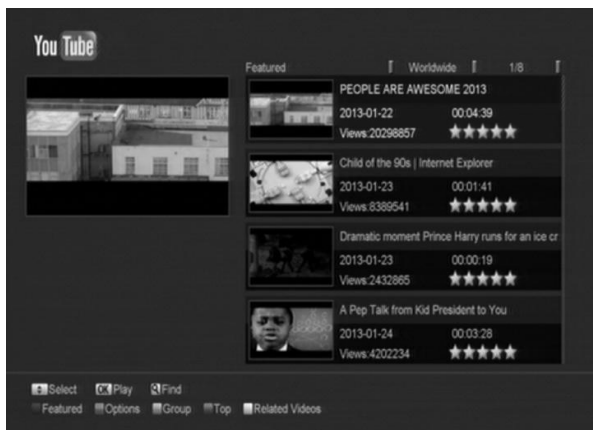 You Tube
Featured Worldwide 1/8
PEOPLE ARE AWESOME 2013
2013-01-22 00:04:39
Views:20298857
Child of the 90s | Internet Explorer
2013-01-23 00:01:41
Views:8389541
Dramatic moment Prince Harry runs for an ice cr
2013-01-23 00:00:19
Views:2432865
A Pep Talk from Kid President to You
2013-01-24 00:03:28
Views:4202234
Select OK Play Find
Featured Options Group Top Related Videos